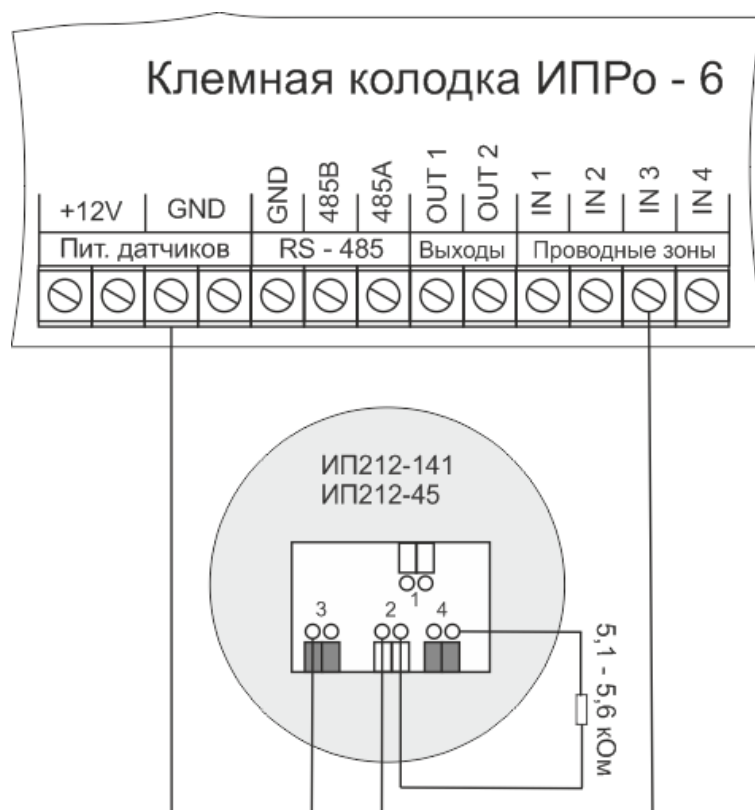 Клемная колодка ИПРо - 6
+12V GND GND 485B 485A OUT 1 OUT 2 IN 1 IN 2 IN 3 IN 4
Пит. датчиков RS - 485 Выходы Проводные зоны
ИП212-141
ИП212-45
1
3 2 4
5,1 - 5,6 кОм